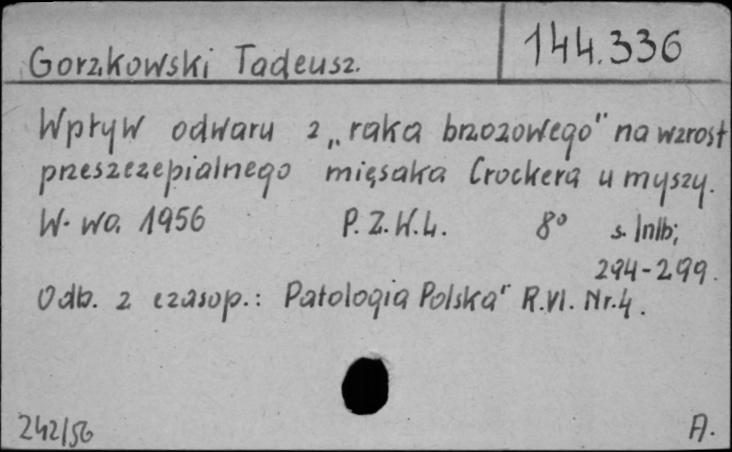 Gorzkowski Tadeusz.
144.336
Wpływ odwaru z „raka brzozowego" na wzrost
przeszczepialnego mięsaka Crockera u myszy.
W-wa. 1956 P.Z.W.L. 8° s. 1nlb;
294-299.
Odb. z czasop.: Patologia Polska" R.VI. Nr.4.
242/56
A.